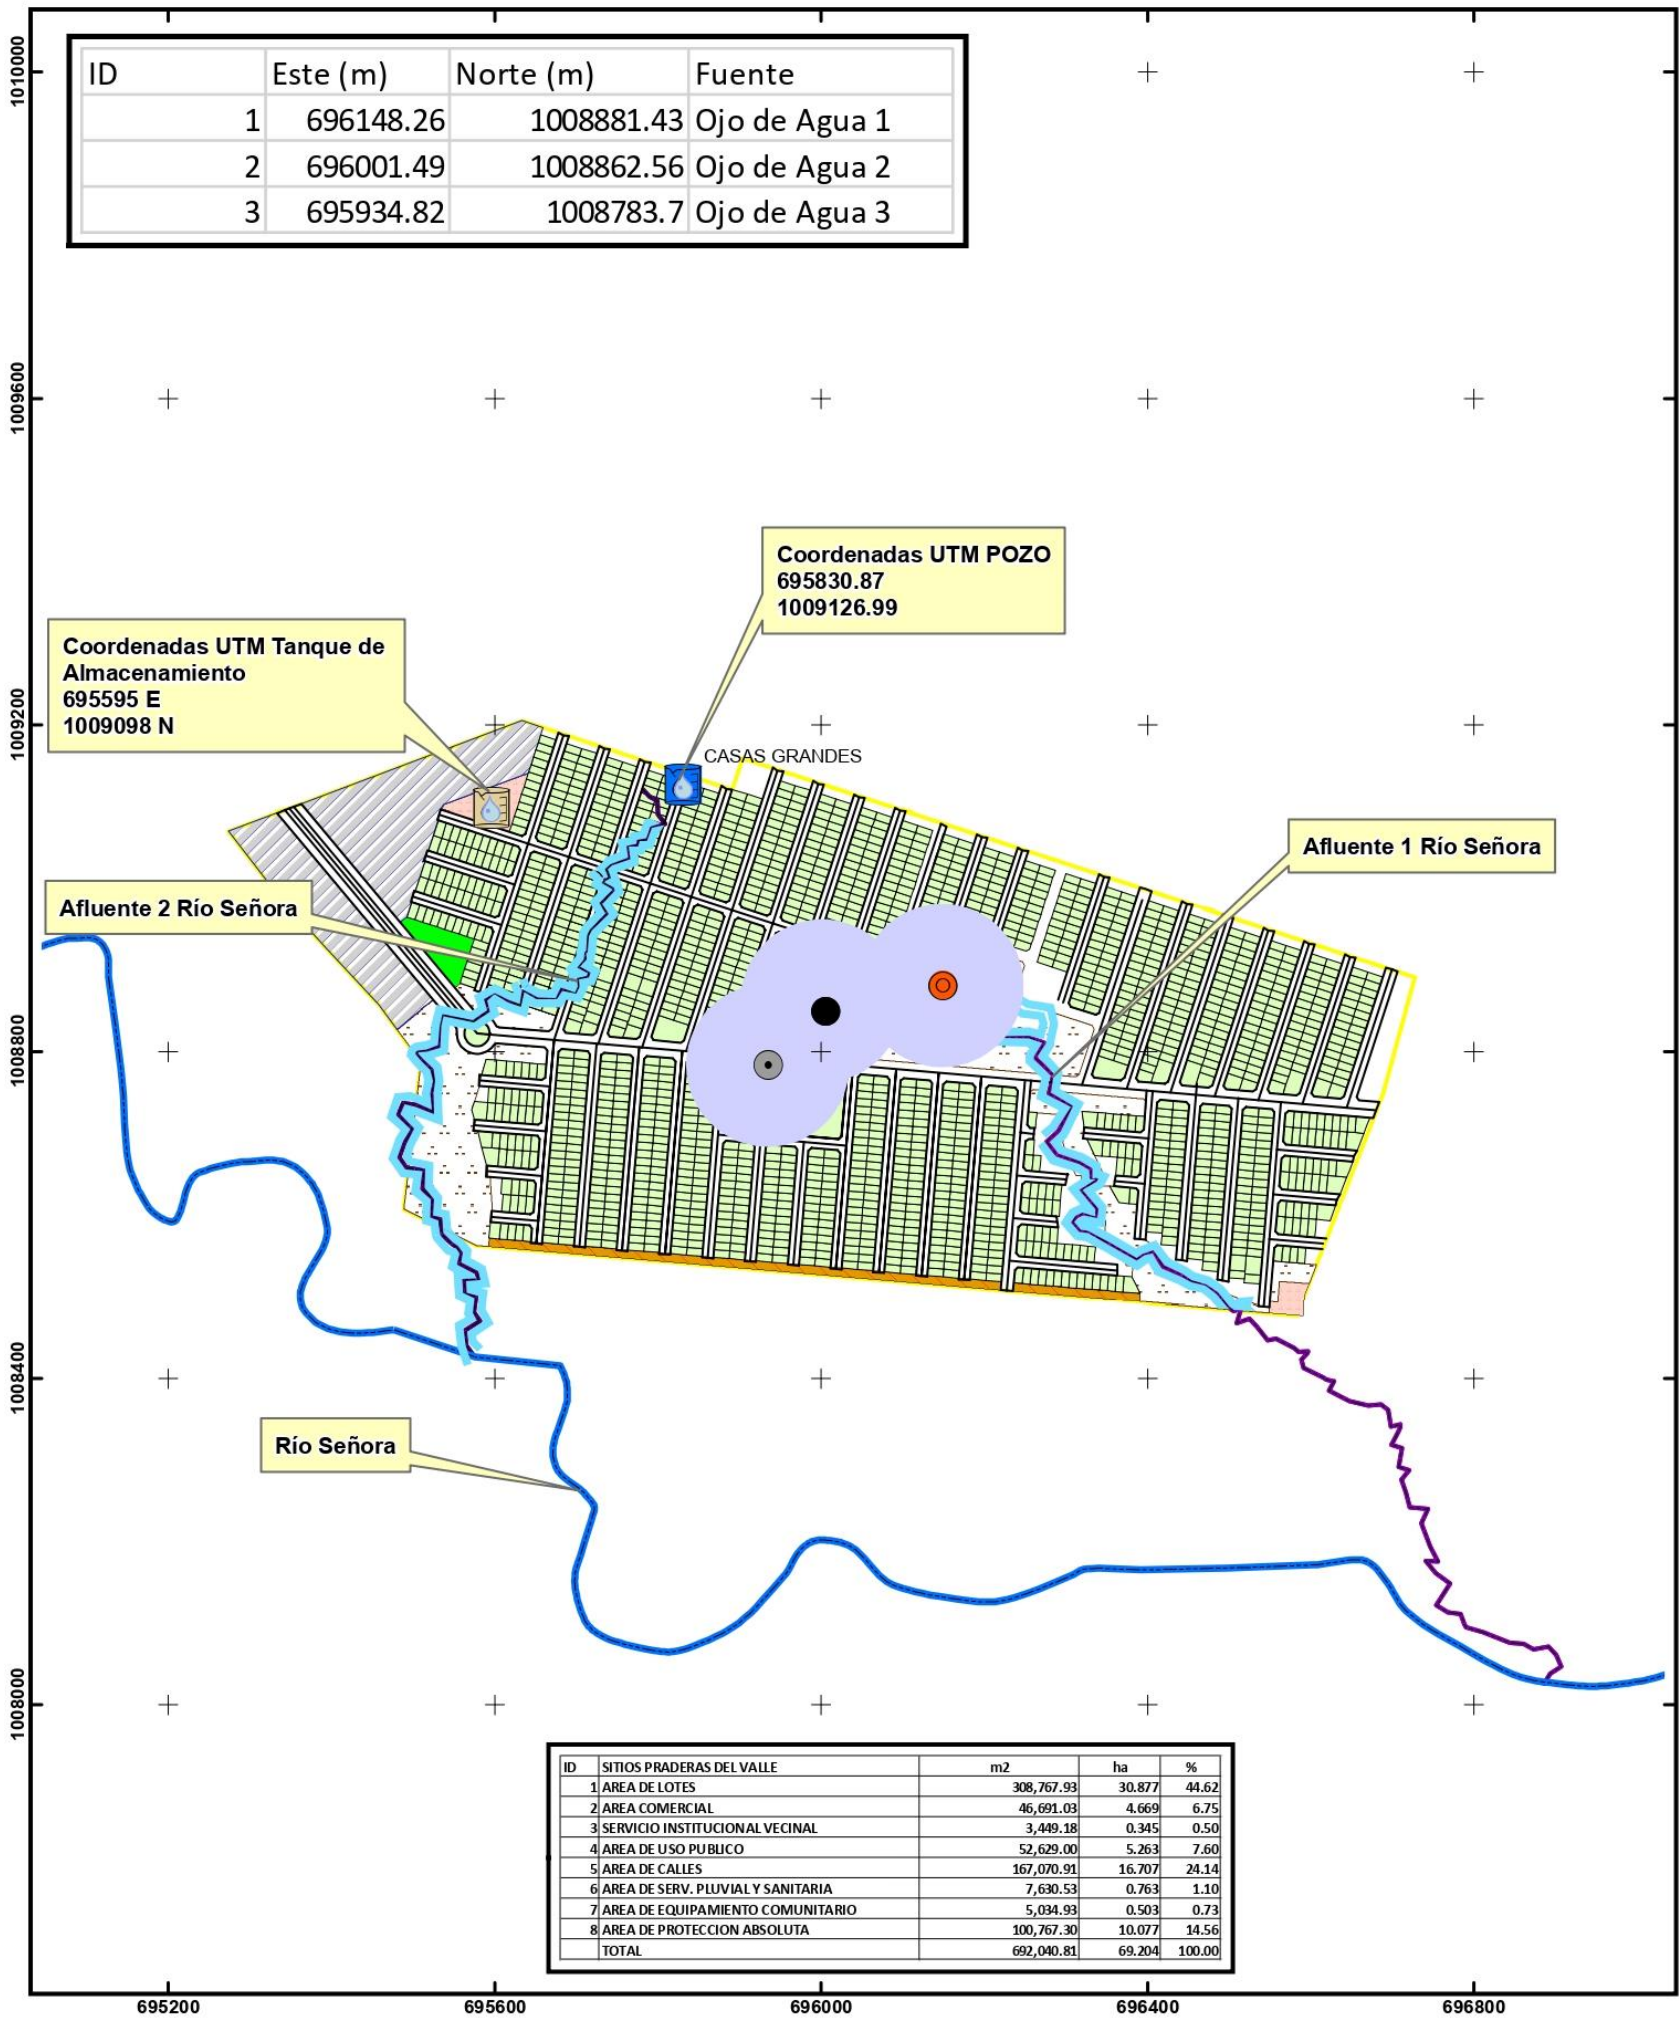 ID Este (m) Norte (m) Fuente
1 696148.26 1008881.43 Ojo de Agua 1
2 696001.49 1008862.56 Ojo de Agua 2
3 695934.82 1008783.7 Ojo de Agua 3
1010000
1009600
1009200
1008800
1008400
1008000
Coordenadas UTM POZO
695830.87
1009126.99
Coordenadas UTM Tanque de
Almacenamiento
695595 E
1009098 N
CASAS GRANDES
Afluente 1 Río Señora
Afluente 2 Río Señora
Río Señora
ID SITIOS PRADERAS DEL VALLE m2 ha %
1 AREA DE LOTES 308,767.93 30.877 44.62
2 AREA COMERCIAL 46,691.03 4.669 6.75
3 SERVICIO INSTITUCIONAL VECINAL 3,449.18 0.345 0.50
4 AREA DE USO PUBLICO 52,629.00 5.263 7.60
5 AREA DE CALLES 167,070.91 16.707 24.14
6 AREA DE SERV. PLUVIAL Y SANITARIA 7,630.53 0.763 1.10
7 AREA DE EQUIPAMIENTO COMUNITARIO 5,034.93 0.503 0.73
8 AREA DE PROTECCION ABSOLUTA 100,767.30 10.077 14.56
TOTAL 692,040.81 69.204 100.00
695200 695600 696000 696400 696800